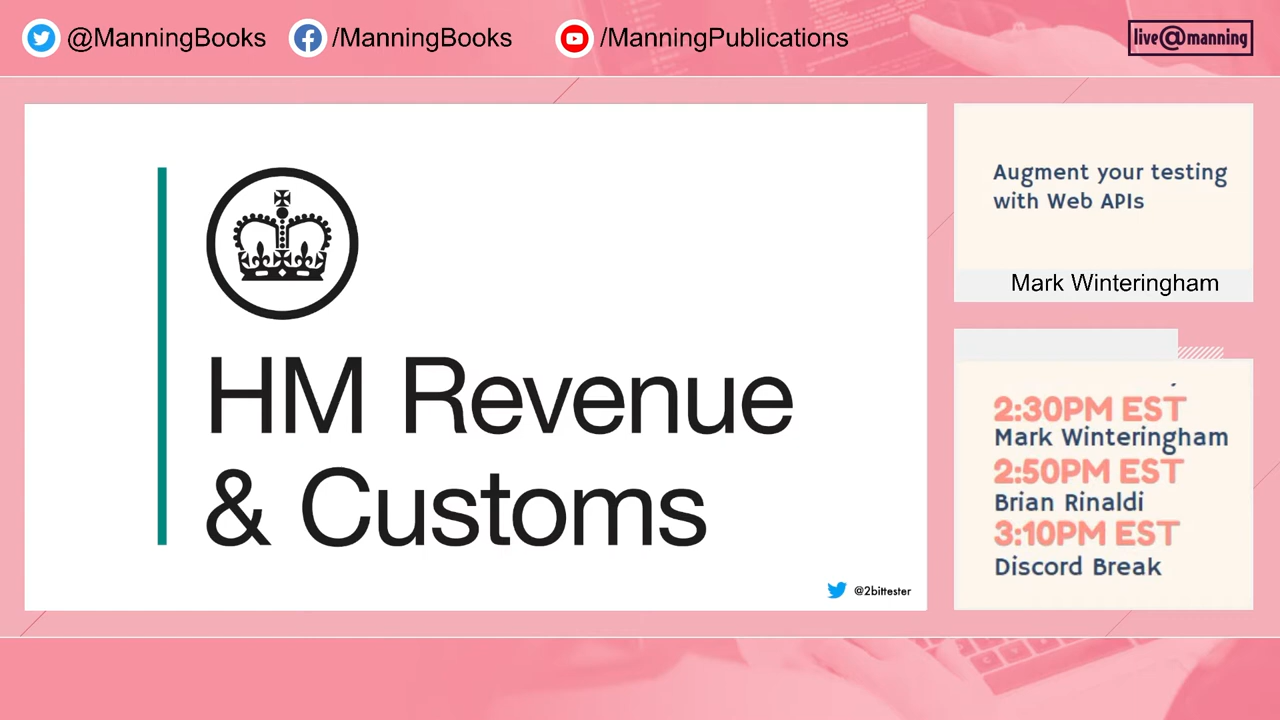 @ManningBooks
/ManningBooks
/ManningPublications
live@manning
HM Revenue
& Customs
@2bittester
Augment your testing
with Web APIs
Mark Winteringham
2:30PM EST
Mark Winteringham
2:50PM EST
Brian Rinaldi
3:10PM EST
Discord Break